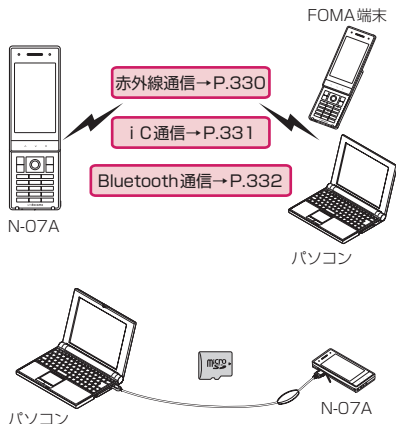 FOMA端末
赤外線通信→P.330
iC通信→P.331
Bluetooth通信→P.332
N-07A
パソコン
micro
パソコン
N-07A